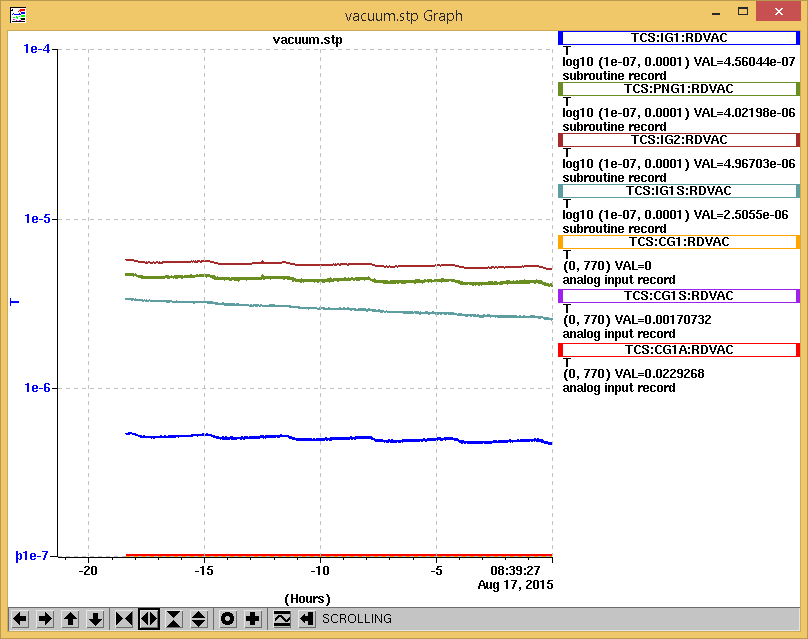 vacuum.stp Graph
vacuum.stp
1e-4
1e-5
T
1e-6
1e-7
-20
-15
-10
-5
08:39:27
Aug 17, 2015
(Hours)
TCS:IG1:RDVAC
T
log10 (1e-07, 0.0001) VAL=4.56044e-07
subroutine record
TCS:PNG1:RDVAC
T
log10 (1e-07, 0.0001) VAL=4.02198e-06
subroutine record
TCS:IG2:RDVAC
T
log10 (1e-07, 0.0001) VAL=4.96703e-06
subroutine record
TCS:IG1S:RDVAC
T
log10 (1e-07, 0.0001) VAL=2.5055e-06
subroutine record
TCS:CG1:RDVAC
T
(0, 770) VAL=0
analog input record
TCS:CG1S:RDVAC
T
(0, 770) VAL=0.00170732
analog input record
TCS:CG1A:RDVAC
T
(0, 770) VAL=0.0229268
analog input record
SCROLLING